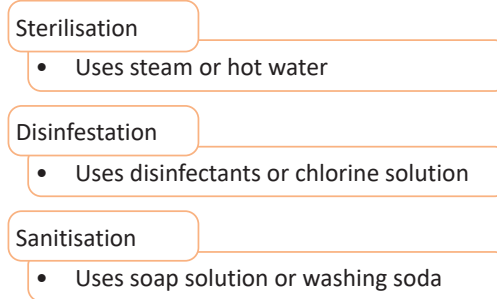 Sterilisation
• Uses steam or hot water
Disinfestation
• Uses disinfectants or chlorine solution
Sanitisation
• Uses soap solution or washing soda